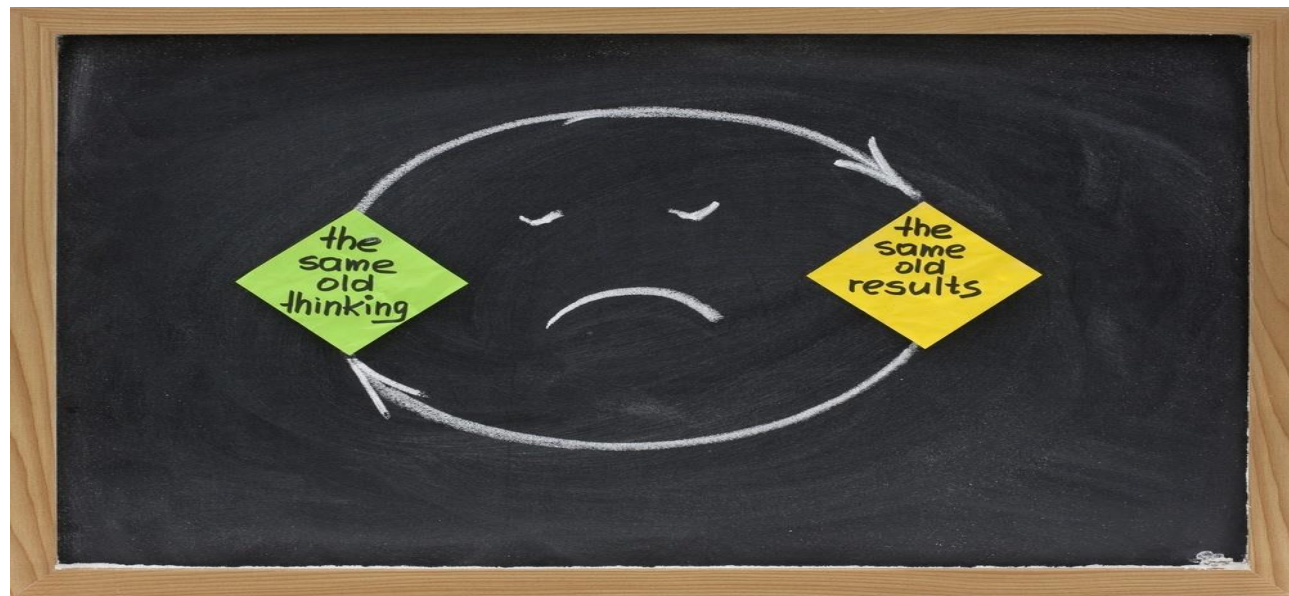 the
same
old
thinking
the
same
old
results